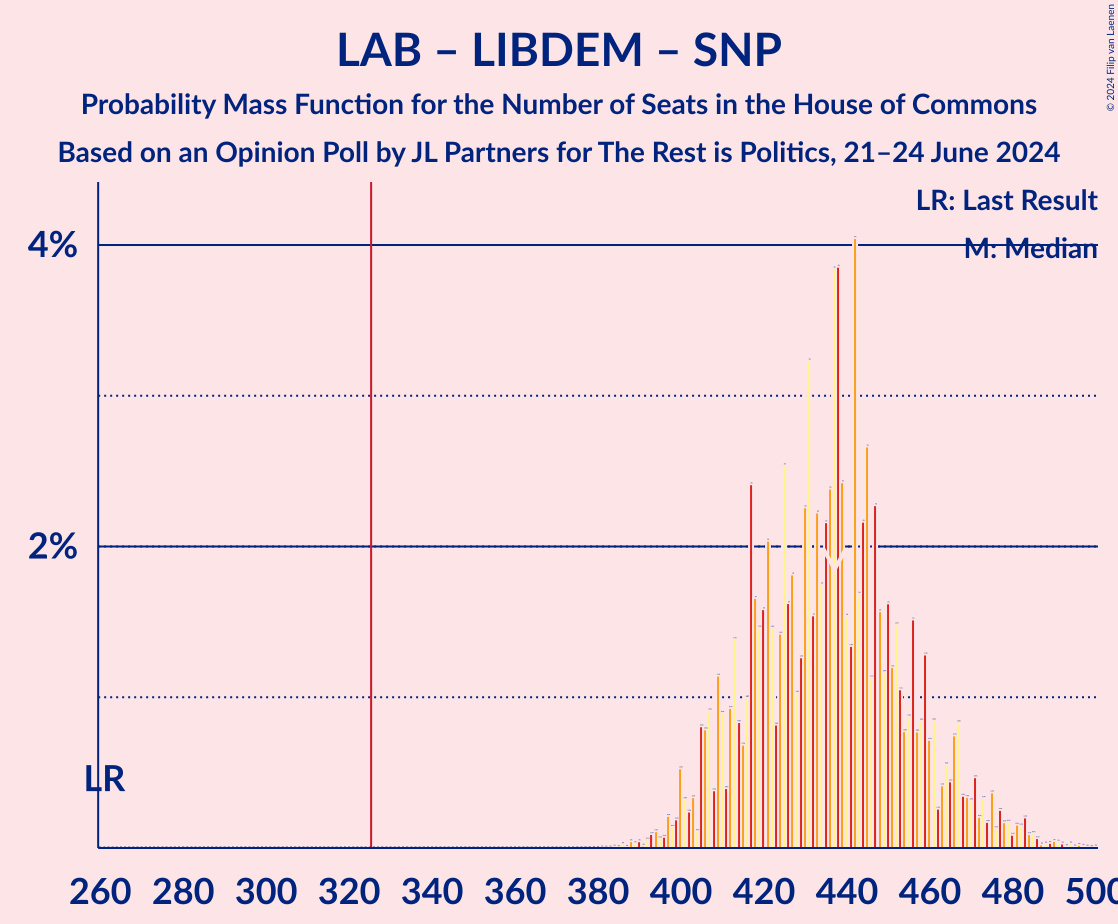 LAB – LIBDEM – SNP
Probability Mass Function for the Number of Seats in the House of Commons
Based on an Opinion Poll by JL Partners for The Rest is Politics, 21–24 June 2024
© 2024 Filip van Laenen
LR: Last Result
M: Median
4%
2%
LR
260 280 300 320 340 360 380 400 420 440 460 480 500